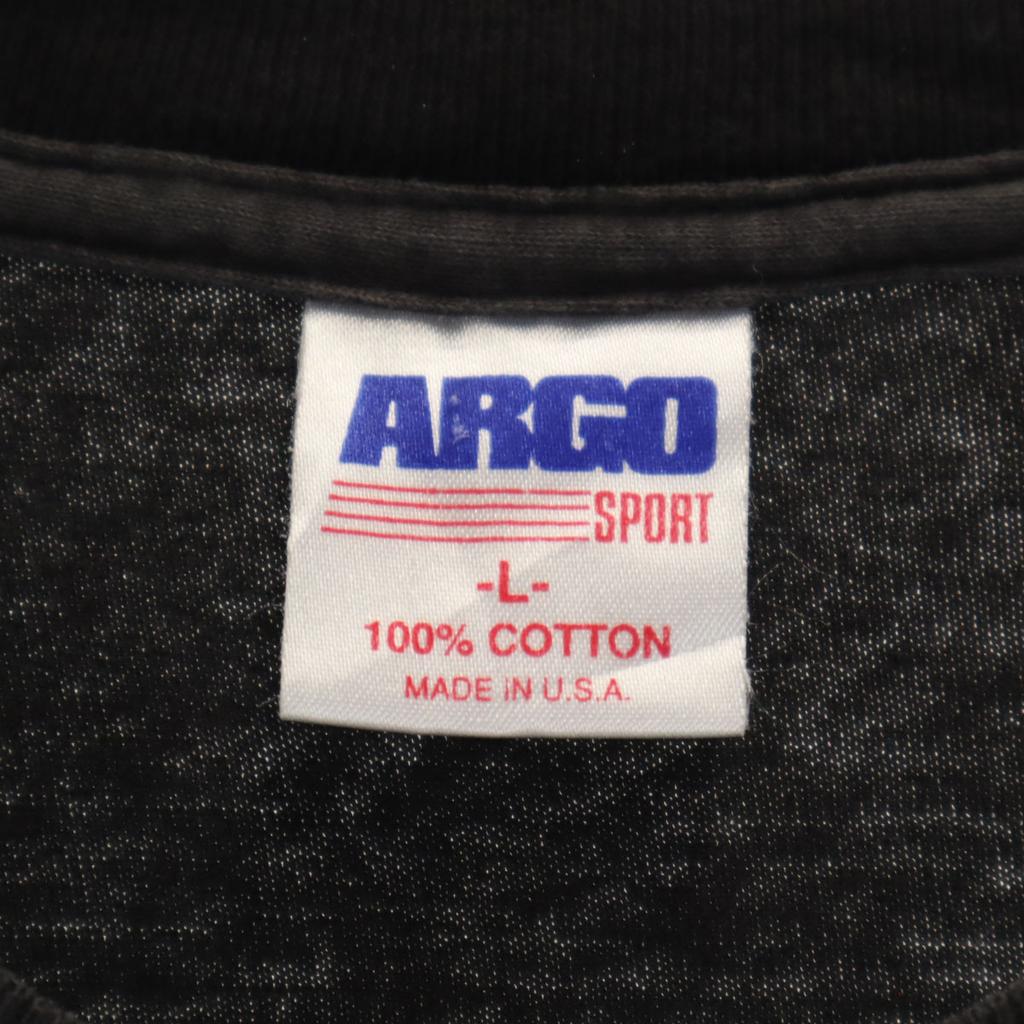 ARGO
SPORT
-L-
100% COTTON
MADE IN U.S.A.